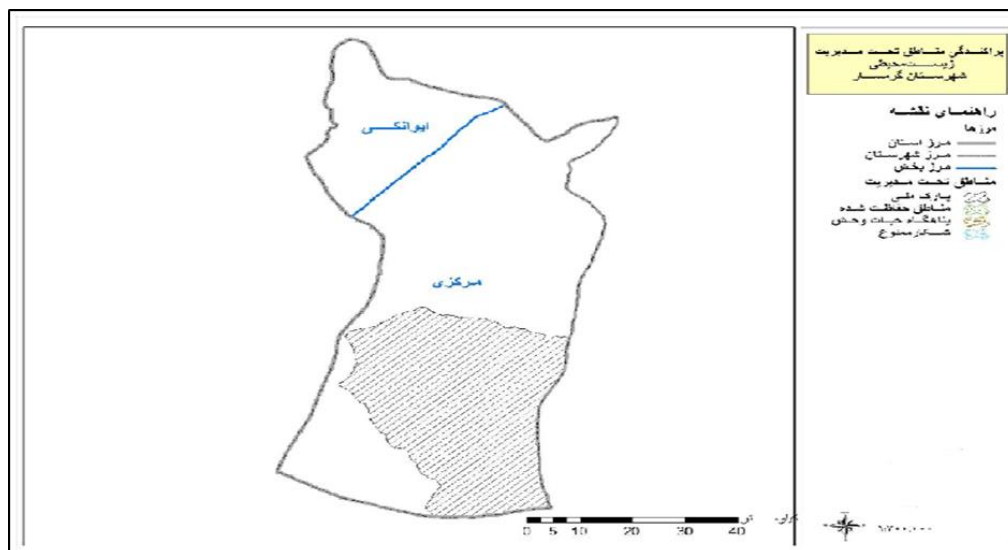 پراکندگی مناطق تحت مدیریت
زیست‌محیطی
شهرستان گرمسار
راهنمای نقشه
مرزها
مرز استان
مرز شهرستان
مرز بخش
مناطق تحت مدیریت
پارک ملی
مناطق حفاظت شده
پناهگاه حیات وحش
شکار ممنوع
ایوانکی
مرکزی
0 5 10 20 30 40